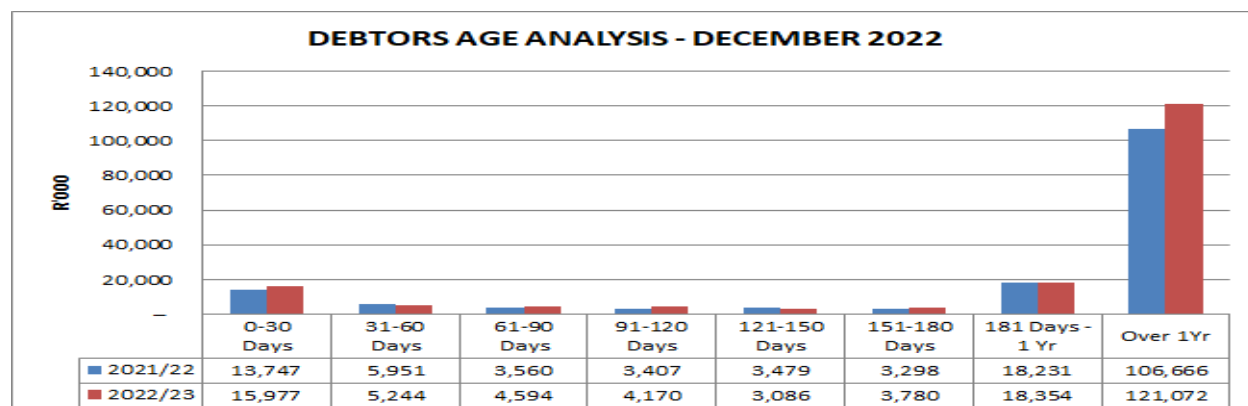 DEBTORS AGE ANALYSIS - DECEMBER 2022
140,000
120,000
100,000
80,000
60,000
40,000
20,000
–
R'000
0-30 Days 31-60 Days 61-90 Days 91-120 Days 121-150 Days 151-180 Days 181 Days - 1 Yr Over 1Yr
2021/22 13,747 5,951 3,560 3,407 3,479 3,298 18,231 106,666
2022/23 15,977 5,244 4,594 4,170 3,086 3,780 18,354 121,072